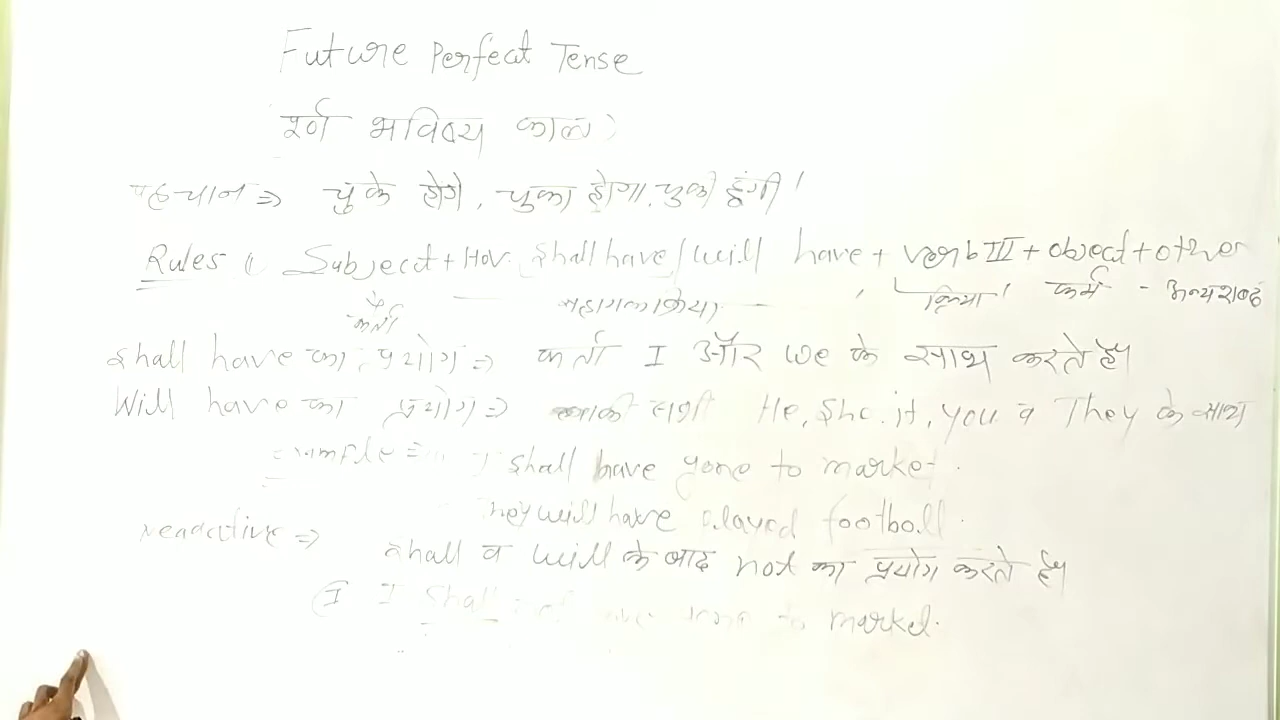 Future Perfect Tense
पूर्ण भविष्य काल
पहचान ⇒ चुके होंगे, चुका होगा, चुकी हूंगी।
Rules Subject + Hav. Shall have / will have + verb III + object + other
कर्ता सहायक क्रिया क्रिया कर्म - अन्य शब्द
Shall have का प्रयोग ⇒ कर्ता I और we के साथ करते हैं।
Will have का प्रयोग ⇒ He, She. it, you व They के साथ
Example ⇒ I shall have gone to market.
They will have played football.
⇒ Shall व will के बाद not का प्रयोग करते हैं।
I I Shall to market.